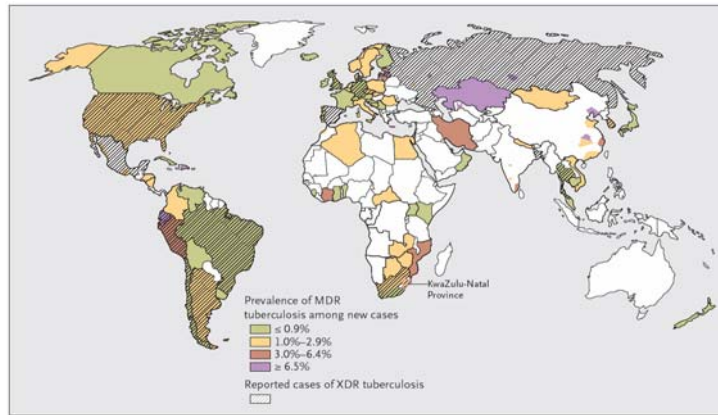 KwaZulu-Natal
Province
Prevalence of MDR
tuberculosis among new cases
≤ 0.9%
1.0%–2.9%
3.0%–6.4%
≥ 6.5%
Reported cases of XDR tuberculosis